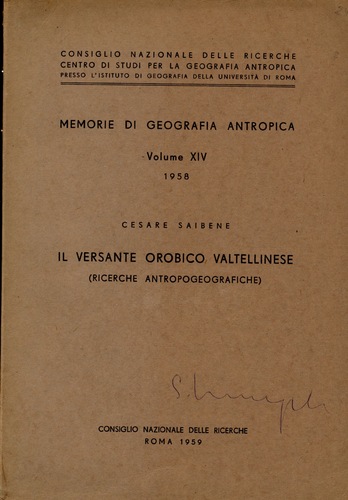 CONSIGLIO NAZIONALE DELLE RICERCHE
CENTRO DI STUDI PER LA GEOGRAFIA ANTROPICA
PRESSO L'ISTITUTO DI GEOGRAFIA DELLA UNIVERSITÀ DI ROMA
MEMORIE DI GEOGRAFIA ANTROPICA
Volume XIV
1958
CESARE SAIBENE
IL VERSANTE OROBICO VALTELLINESE
(RICERCHE ANTROPOGEOGRAFICHE)
CONSIGLIO NAZIONALE DELLE RICERCHE
ROMA 1959